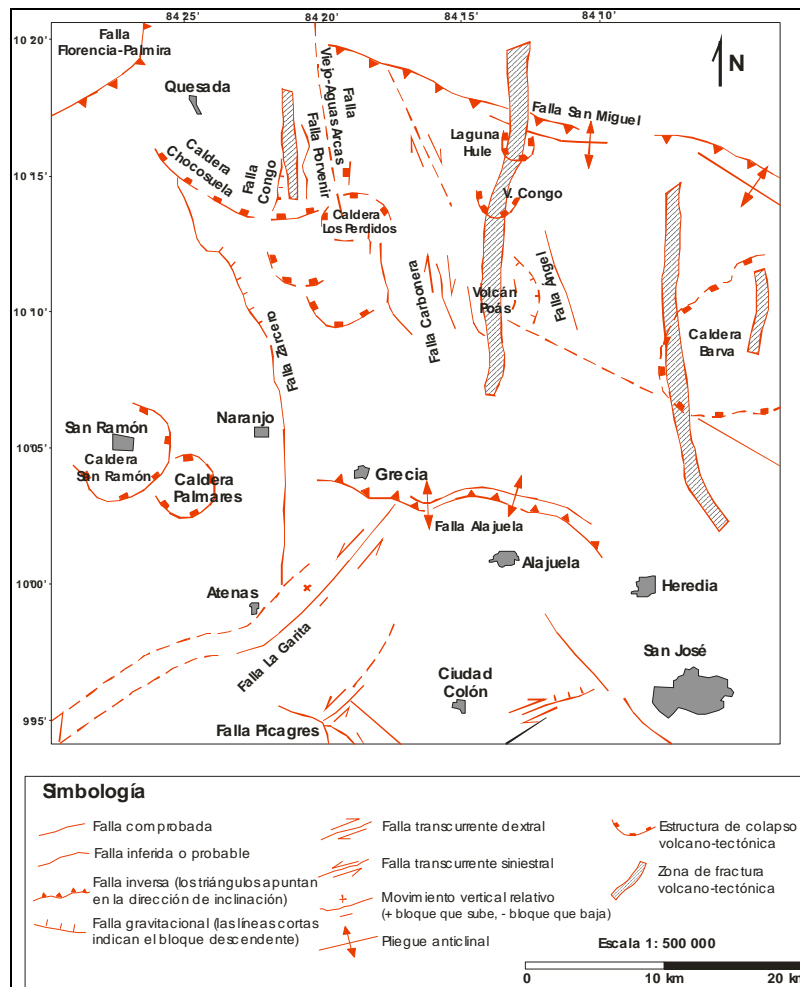 84 25' 84 20' 84 15' 84 10'
10 20'
Falla
Florencia-Palmira
Quesada
Falla
Viejo-Aguas Arcas
N
Falla San Miguel
Laguna
Hule
Caldera
Chocosuela
Falla
Congo
Falla Porvenir
10 15'
V. Congo
Caldera
Los Perdidos
Falla Carbonera
Volcán
Poás
Falla Angel
10 10'
Falla Zarcero
Caldera
Barva
San Ramón
Naranjo
10 05'
Caldera
San Ramón
Caldera
Palmares
Grecia
Falla Alajuela
Alajuela
10 00'
Atenas
Heredia
Falla La Garita
San José
Ciudad
Colón
9 95'
Falla Picagres
Simbología
Falla comprobada
Falla inferida o probable
Falla inversa (los triángulos apuntan
en la dirección de inclinación)
Falla gravitacional (las líneas cortas
indican el bloque descendente)
Falla transcurrente dextral
Falla transcurrente siniestral
Movimiento vertical relativo
(+ bloque que sube, - bloque que baja)
Pliegue anticlinal
Estructura de colapso
volcano-tectónica
Zona de fractura
volcano-tectónica
Escala 1: 500 000
0 10 km 20 km